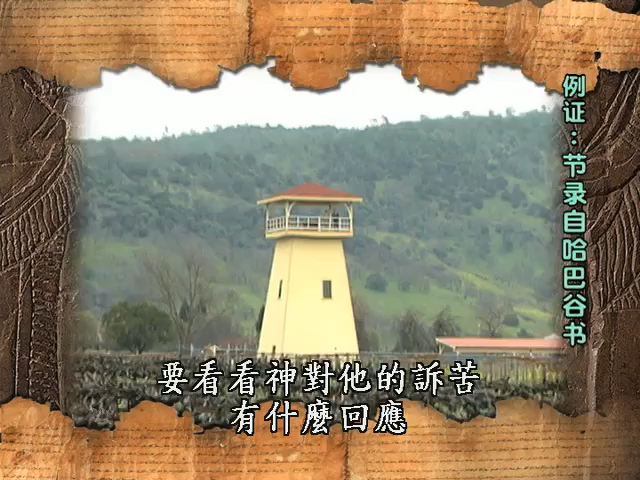 例证：节录自哈巴谷书
要看看神對他的訴苦
有什麼回應